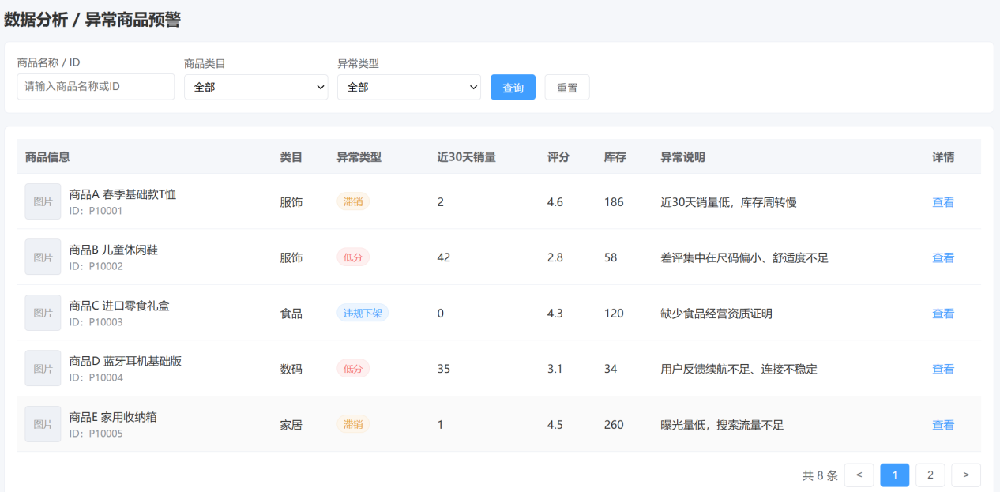 数据分析 / 异常商品预警
商品名称 / ID 商品类目 异常类型
请输入商品名称或ID 全部 全部 查询 重置
商品信息 类目 异常类型 近30天销量 评分 库存 异常说明 详情
图片 商品A 春季基础款T恤 服饰 滞销 2 4.6 186 近30天销量低，库存周转慢 查看
ID：P10001
图片 商品B 儿童休闲鞋 服饰 低分 42 2.8 58 差评集中在尺码偏小、舒适度不足 查看
ID：P10002
图片 商品C 进口零食礼盒 食品 违规下架 0 4.3 120 缺少食品经营资质证明 查看
ID：P10003
图片 商品D 蓝牙耳机基础版 数码 低分 35 3.1 34 用户反馈续航不足、连接不稳定 查看
ID：P10004
图片 商品E 家用收纳箱 家居 滞销 1 4.5 260 曝光量低，搜索流量不足 查看
ID：P10005
共 8 条 < 1 2 >